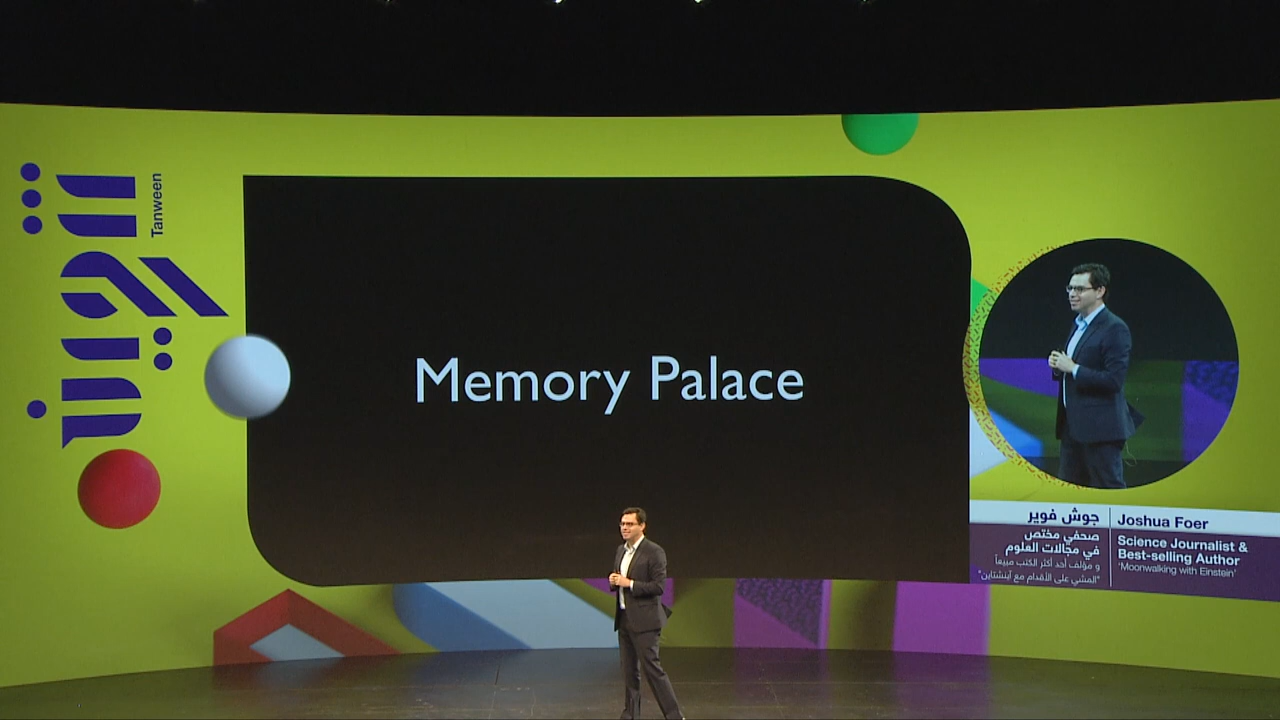 تنوين
Tanween
Memory Palace
جوش فوير
Joshua Foer
صحفي مختص
في مجالات العلوم
و مؤلف أحد أكثر الكتب مبيعاً
"المشي على الأقدام مع آينشتاين"
Science Journalist &
Best-selling Author
'Moonwalking with Einstein'